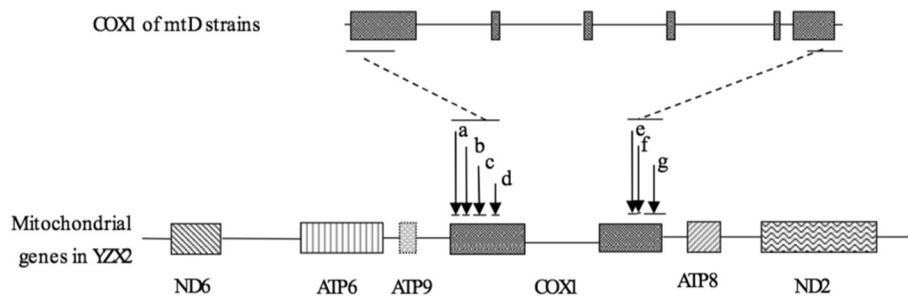 COX1 of mtD strains
a
b
c
d
e
f
g
Mitochondrial
genes in YZX2
ND6
ATP6
ATP9
COX1
ATP8
ND2